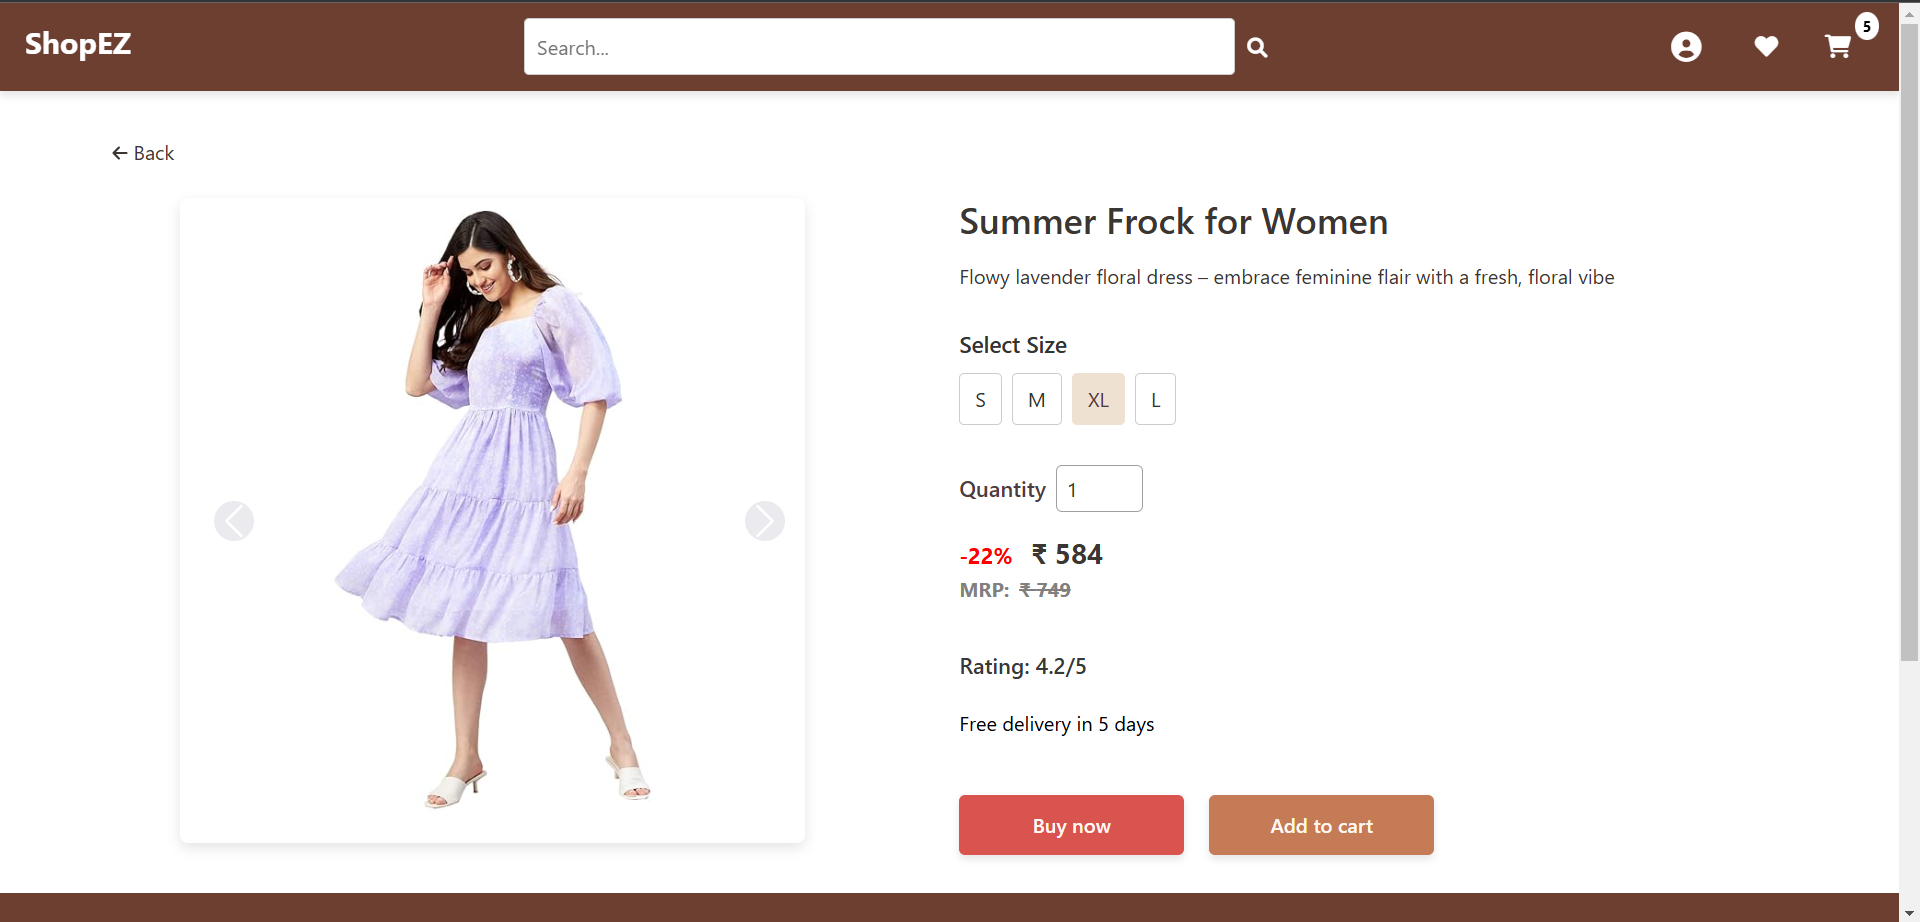 ShopEZ
Search...
5
Back
Summer Frock for Women
Flowy lavender floral dress – embrace feminine flair with a fresh, floral vibe
Select Size
S M XL L
Quantity 1
-22% ₹ 584
MRP: ₹ 749
Rating: 4.2/5
Free delivery in 5 days
Buy now Add to cart